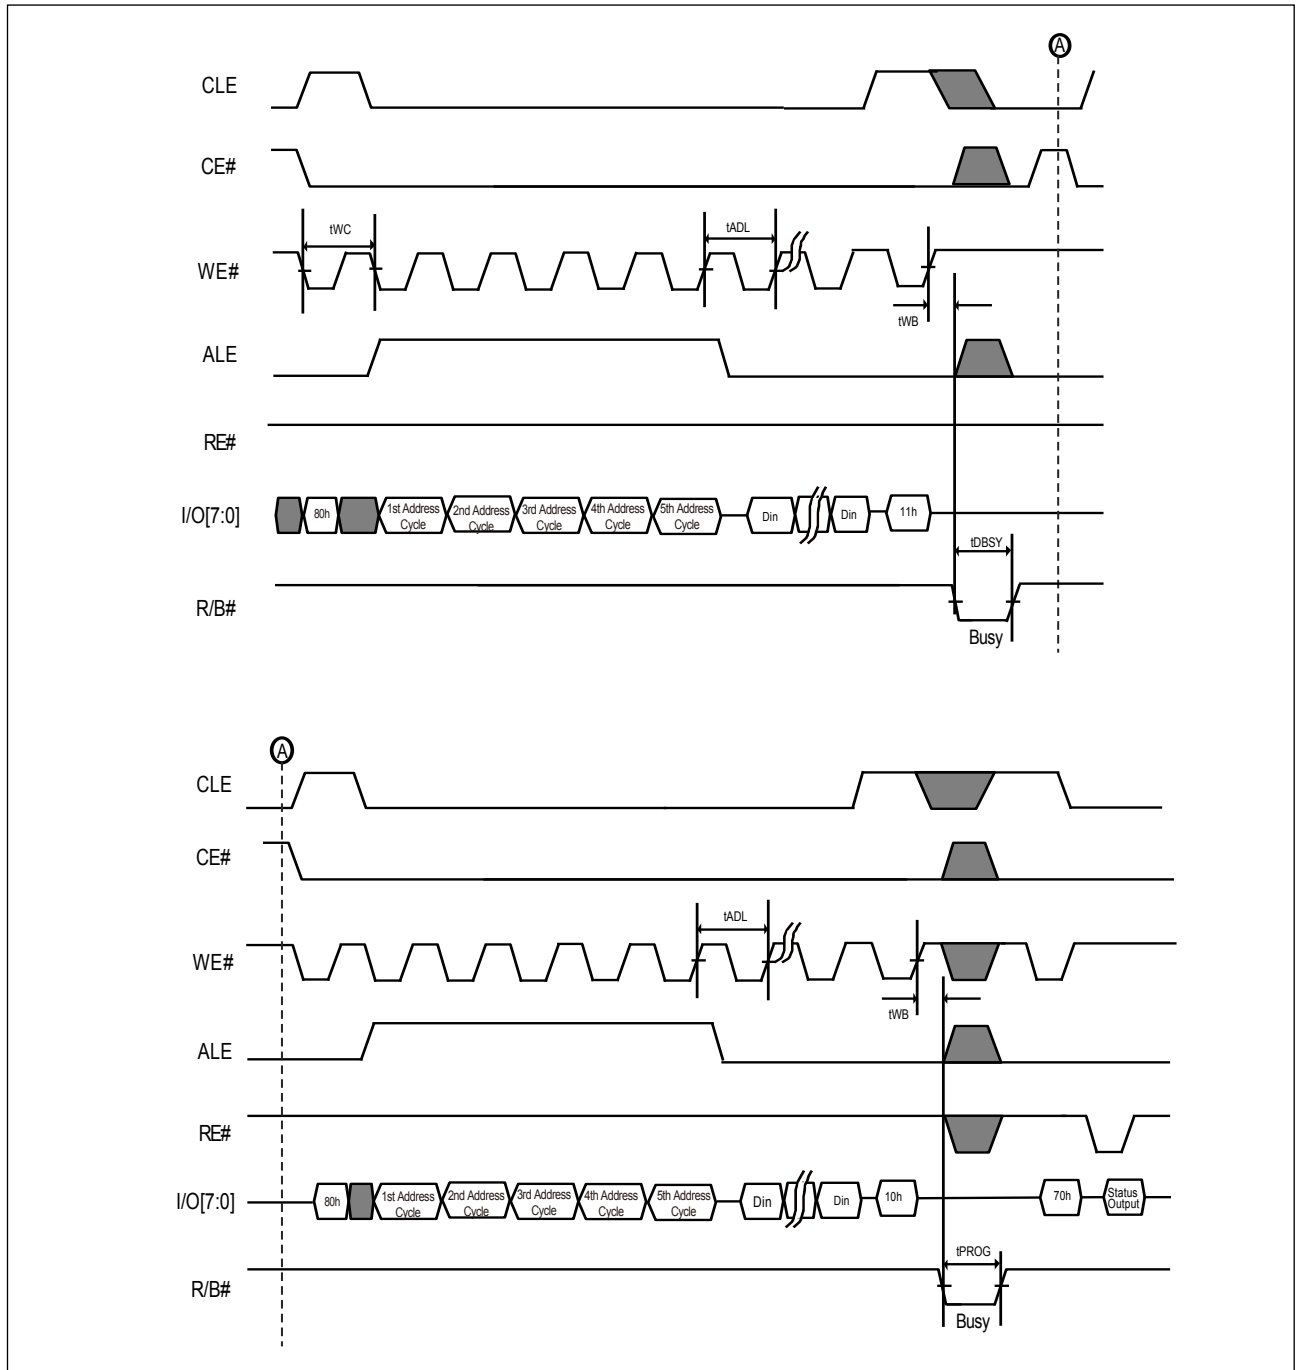 A
CLE
CE#
tWC
tADL
WE#
tWB
ALE
RE#
I/O[7:0]
80h
1st Address
Cycle
2nd Address
Cycle
3rd Address
Cycle
4th Address
Cycle
5th Address
Cycle
Din
Din
11h
tDBSY
R/B#
Busy
A
CLE
CE#
tADL
WE#
tWB
ALE
RE#
I/O[7:0]
80h
1st Address
Cycle
2nd Address
Cycle
3rd Address
Cycle
4th Address
Cycle
5th Address
Cycle
Din
Din
10h
70h
Status
Output
tPROG
R/B#
Busy